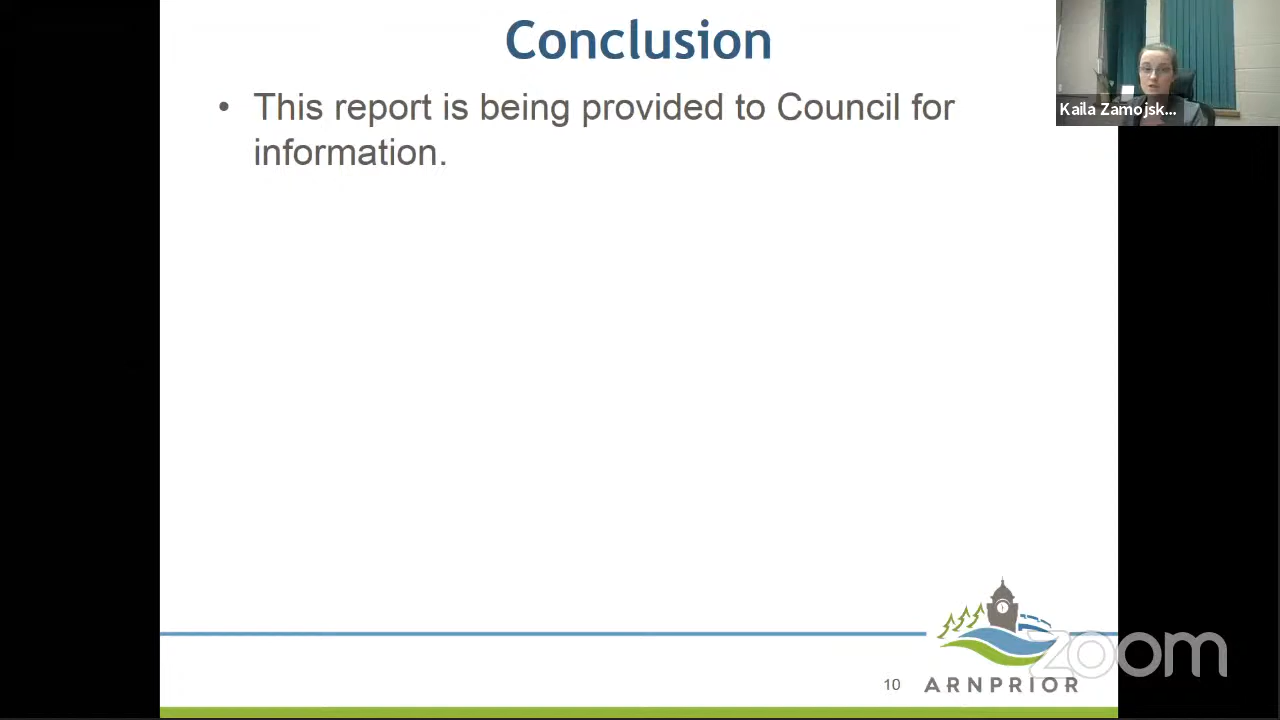 Conclusion
Kaila Zamojsk...
• This report is being provided to Council for
information.
zoom
10
ARNPRIOR